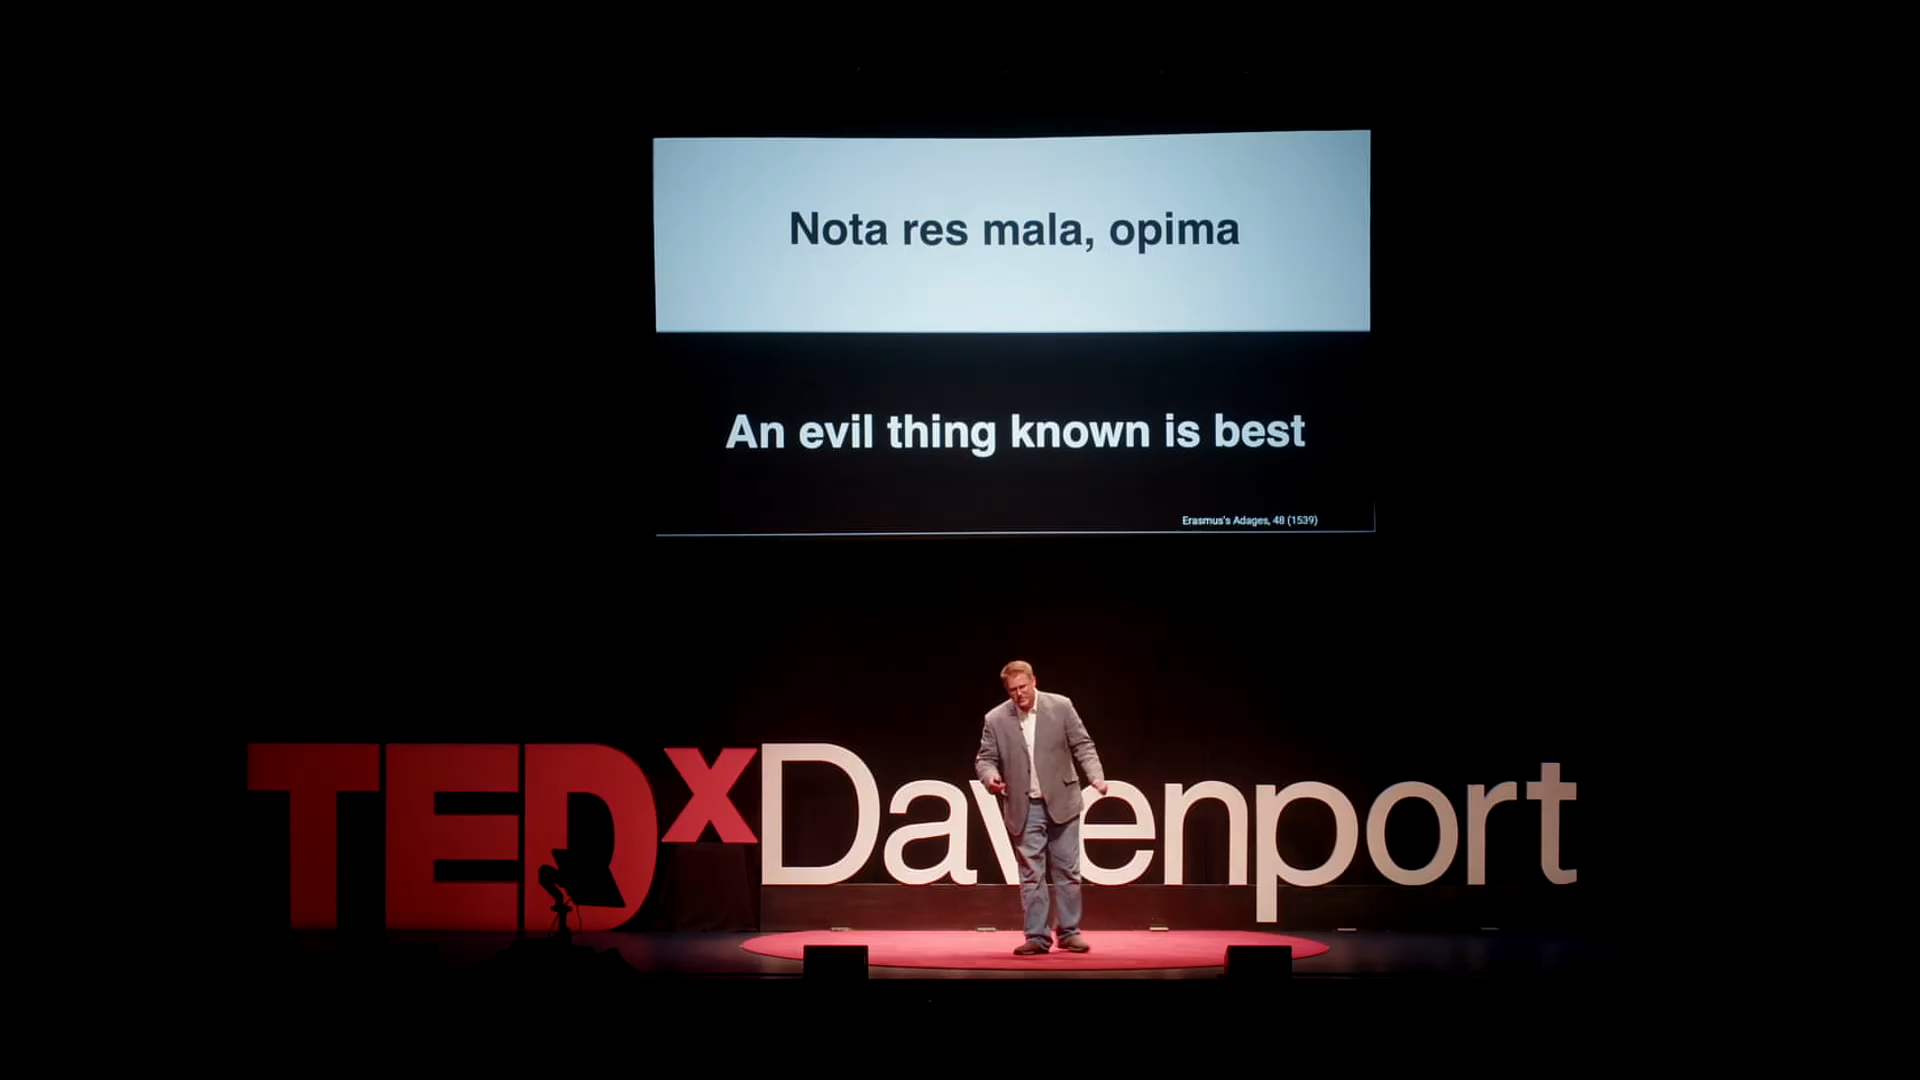 Nota res mala, opima
An evil thing known is best
Erasmus's Adages, 48 (1539)
TEDxDavenport